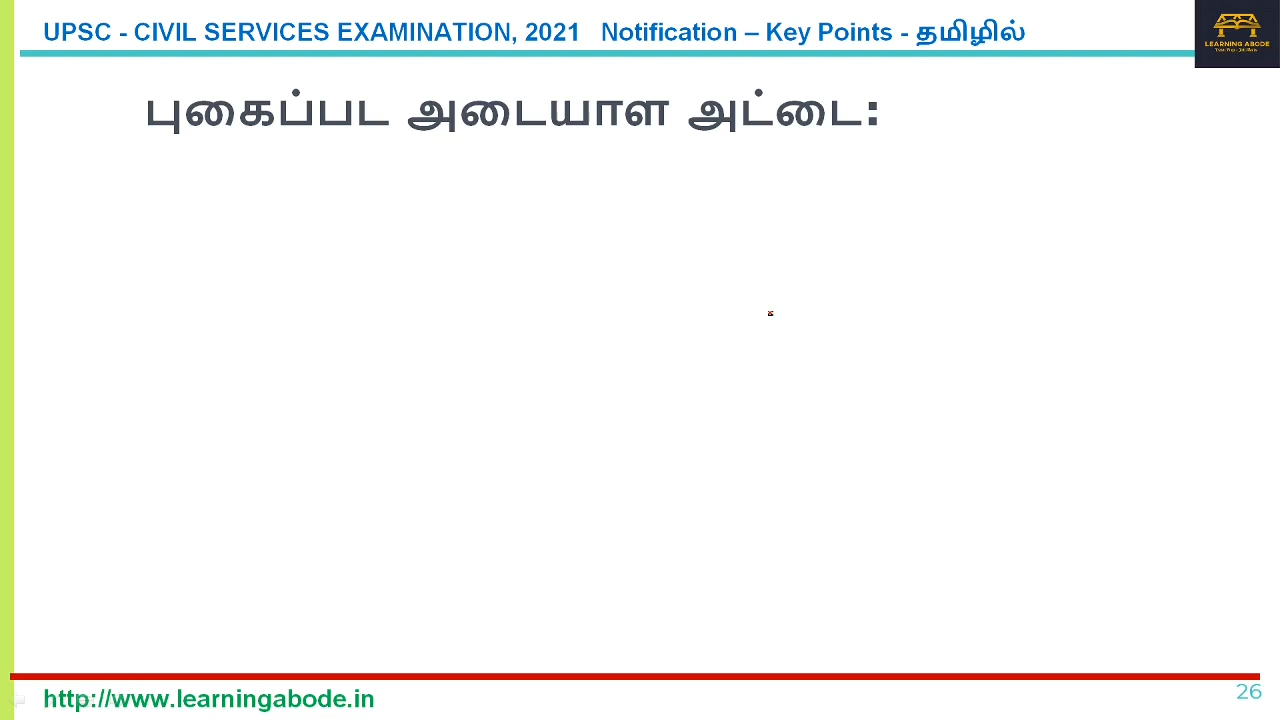 UPSC - CIVIL SERVICES EXAMINATION, 2021 Notification – Key Points - தமிழில்
LEARNING ABODE
புகைப்பட அடையாள அட்டை:
http://www.learningabode.in
26